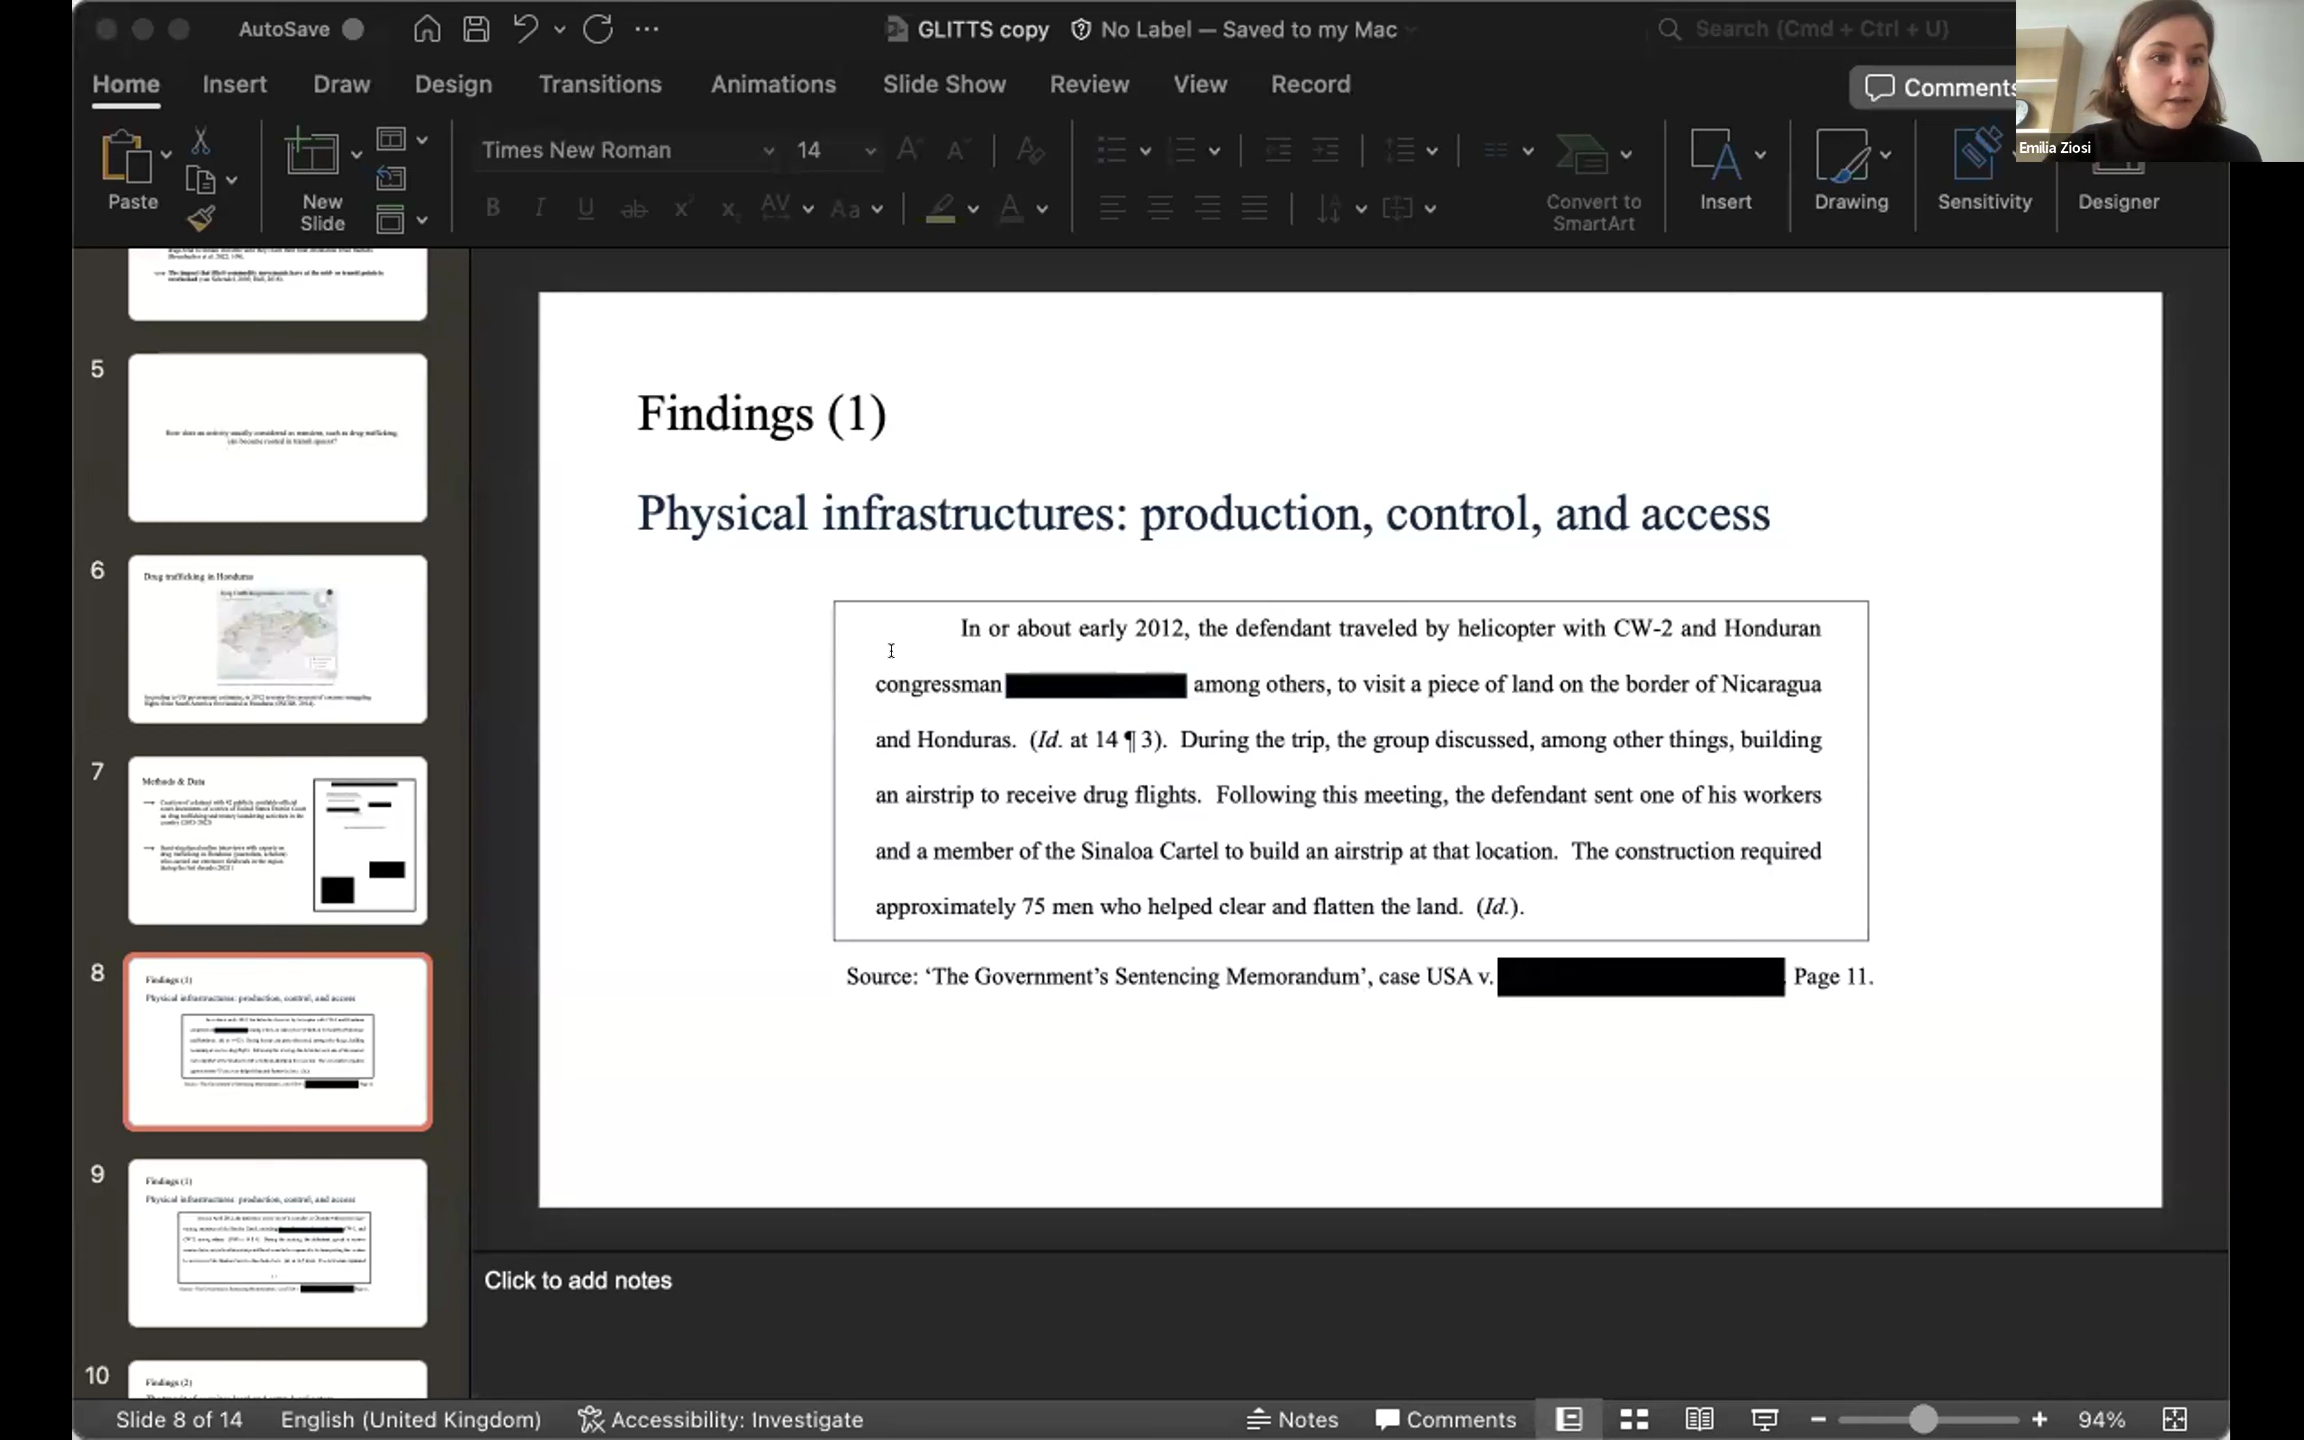 AutoSave
GLITTS copy
No Label — Saved to my Mac
Search (Cmd + Ctrl + U)
Home Insert Draw Design Transitions Animations Slide Show Review View Record
Comments
Emilia Ziosi
Paste
New
Slide
Times New Roman
14
Convert to
SmartArt
Insert
Drawing
Sensitivity
Designer
5
6
Drug trafficking in Honduras
7
Methods & Data
8
Findings (1)
Physical infrastructures: production, control, and access
9
Findings (1)
Physical infrastructures: production, control, and access
10
Findings (2)
Findings (1)
Physical infrastructures: production, control, and access
In or about early 2012, the defendant traveled by helicopter with CW-2 and Honduran
congressman among others, to visit a piece of land on the border of Nicaragua
and Honduras. (Id. at 14 ¶ 3). During the trip, the group discussed, among other things, building
an airstrip to receive drug flights. Following this meeting, the defendant sent one of his workers
and a member of the Sinaloa Cartel to build an airstrip at that location. The construction required
approximately 75 men who helped clear and flatten the land. (Id.).
Source: ‘The Government’s Sentencing Memorandum’, case USA v. Page 11.
Click to add notes
Slide 8 of 14
English (United Kingdom)
Accessibility: Investigate
Notes
Comments
94%